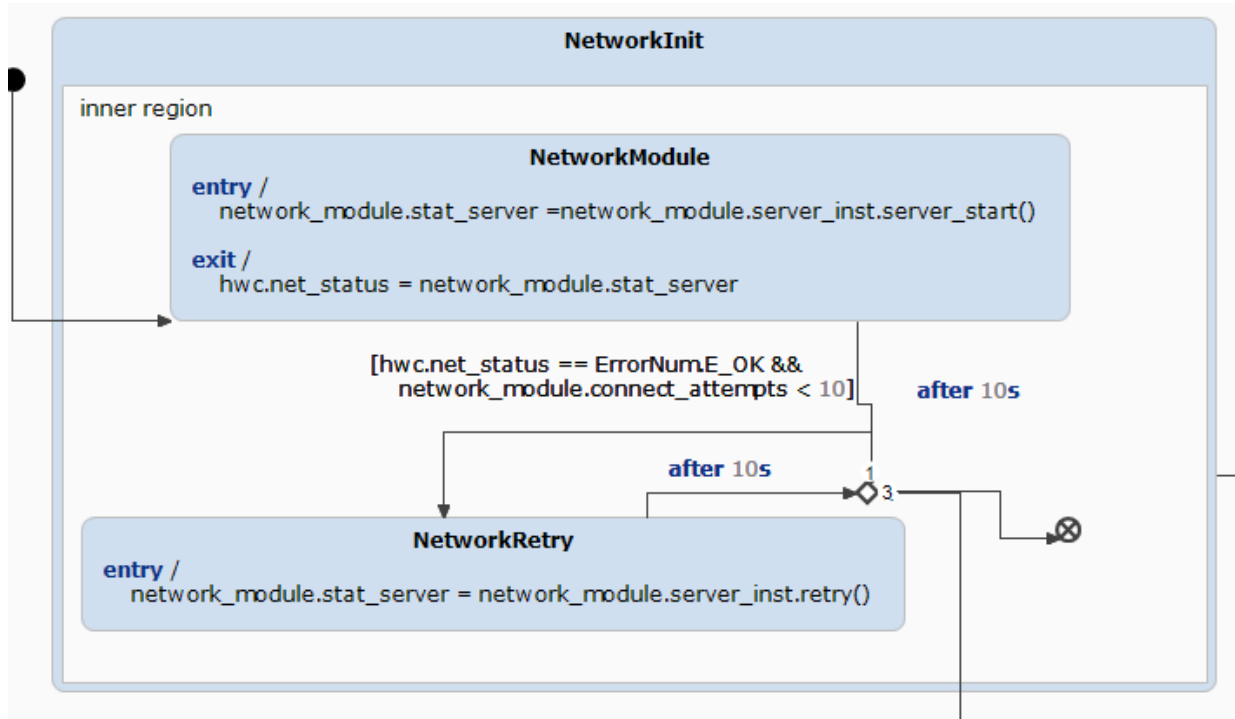 NetworkInit
inner region
NetworkModule
entry /
network_module.stat_server =network_module.server_inst.server_start()
exit /
hwc.net_status = network_module.stat_server
[hwc.net_status == ErrorNum.E_OK &&
network_module.connect_attempts < 10]
after 10s
after 10s
1
3
NetworkRetry
entry /
network_module.stat_server = network_module.server_inst.retry()